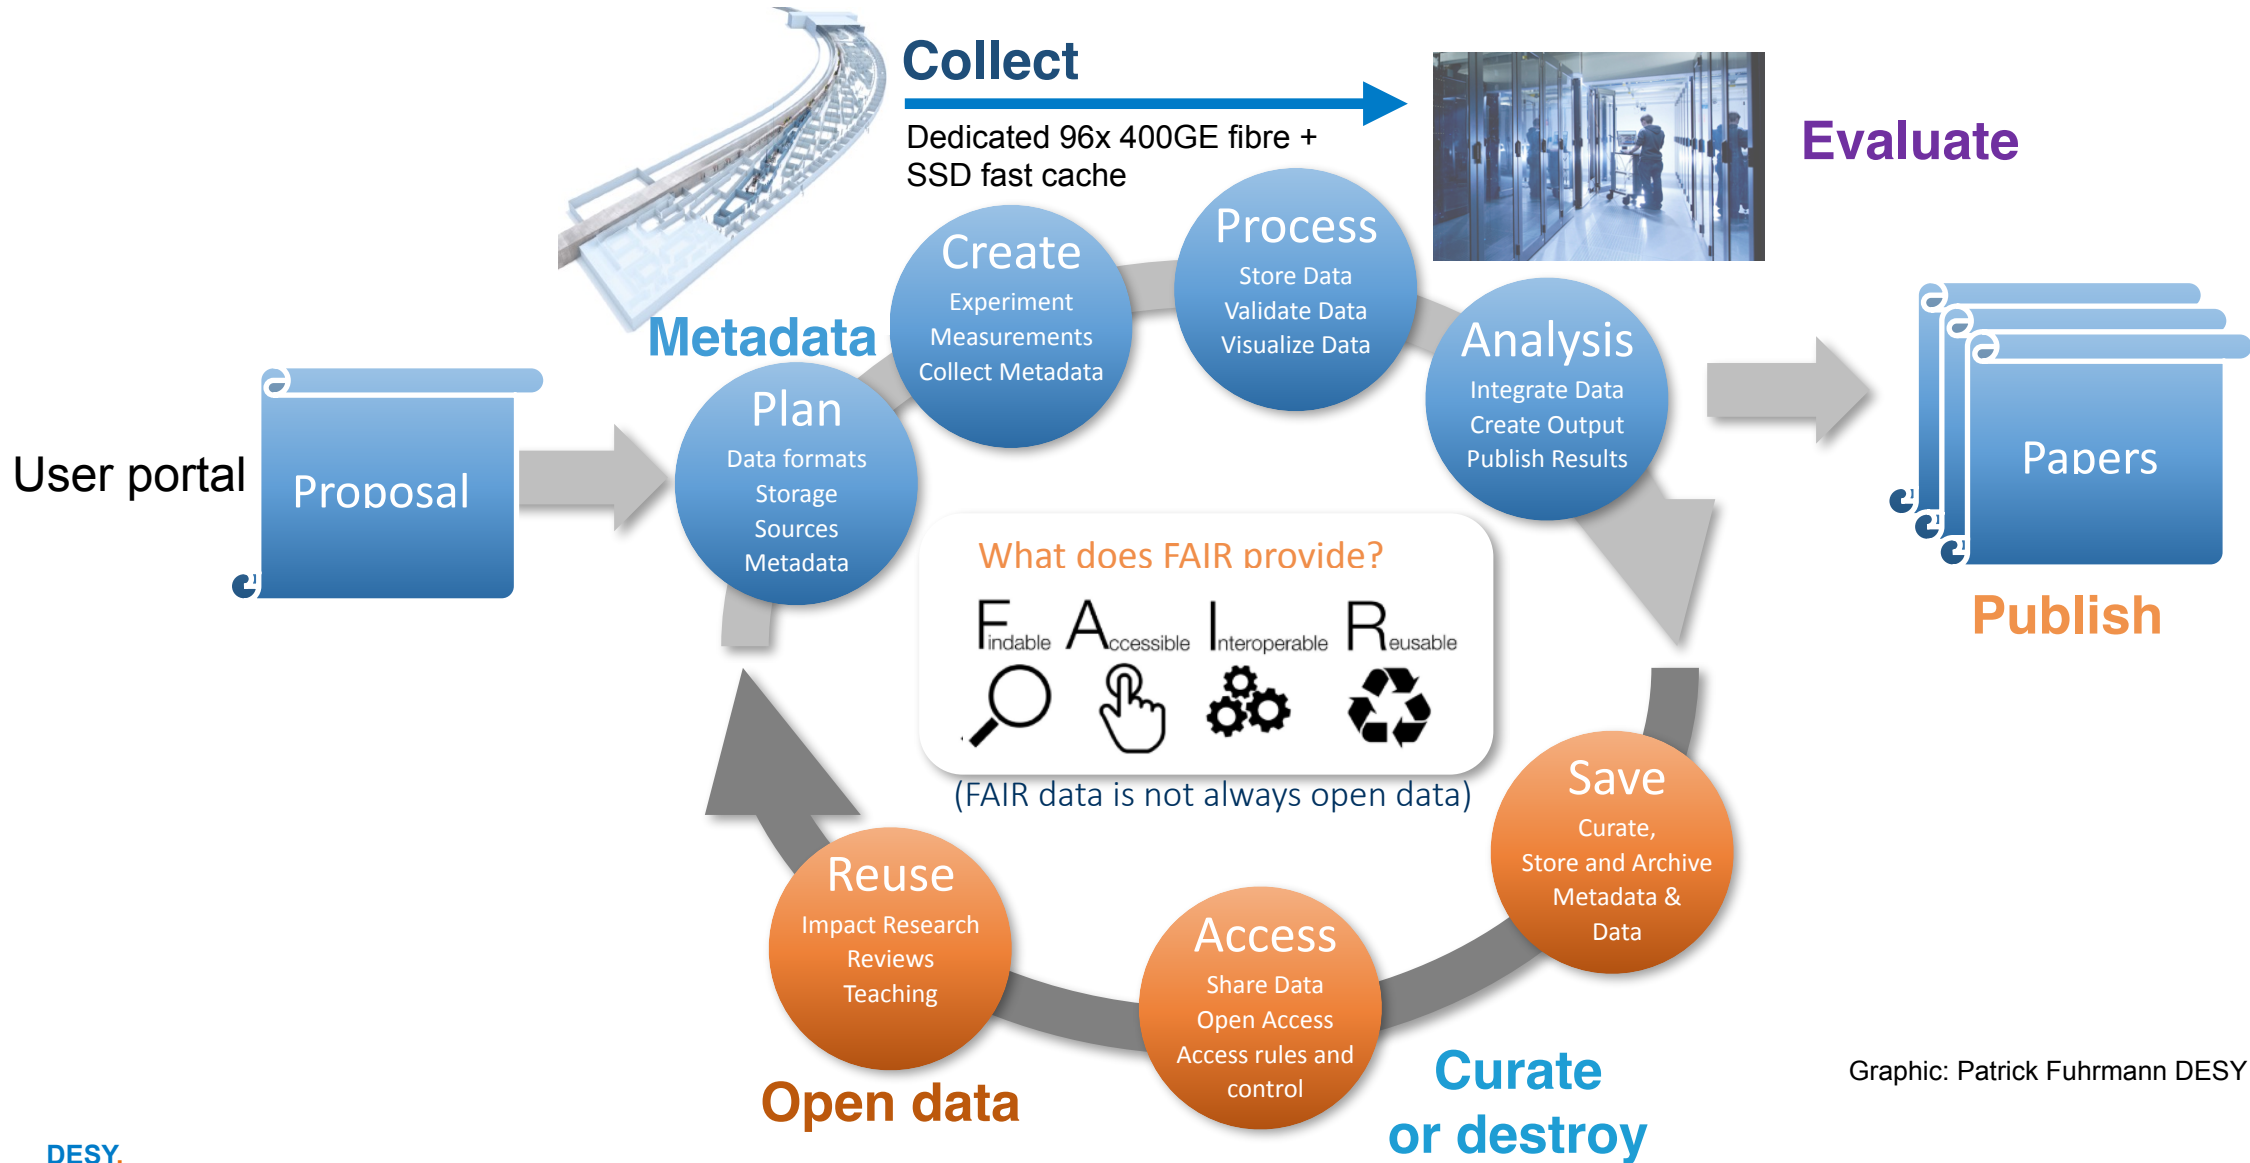 Collect
Dedicated 96x 400GE fibre +
SSD fast cache
Evaluate
Metadata
User portal
Proposal
Plan
Data formats
Storage
Sources
Metadata
Create
Experiment
Measurements
Collect Metadata
Process
Store Data
Validate Data
Visualize Data
Analysis
Integrate Data
Create Output
Publish Results
Papers
Publish
What does FAIR provide?
Findable Accessible Interoperable Reusable
(FAIR data is not always open data)
Save
Curate,
Store and Archive
Metadata &
Data
Access
Share Data
Open Access
Access rules and
control
Reuse
Impact Research
Reviews
Teaching
Open data
Curate
or destroy
Graphic: Patrick Fuhrmann DESY
DESY.